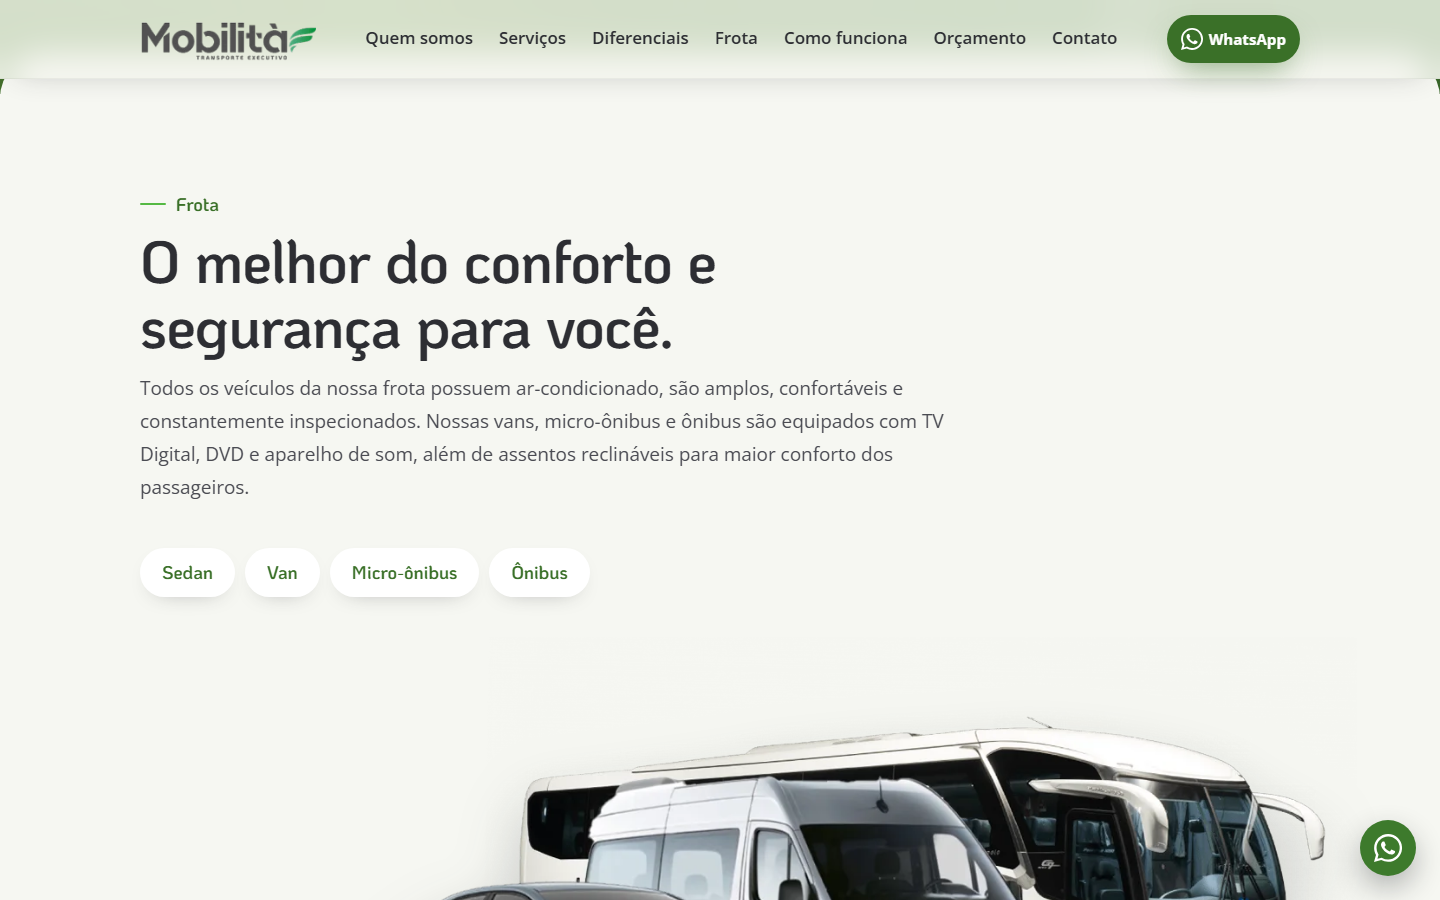 Mobilità
TRANSPORTE EXECUTIVO
Quem somos
Serviços
Diferenciais
Frota
Como funciona
Orçamento
Contato
WhatsApp
Frota
O melhor do conforto e
segurança para você.
Todos os veículos da nossa frota possuem ar-condicionado, são amplos, confortáveis e
constantemente inspecionados. Nossas vans, micro-ônibus e ônibus são equipados com TV
Digital, DVD e aparelho de som, além de assentos reclináveis para maior conforto dos
passageiros.
Sedan
Van
Micro-ônibus
Ônibus